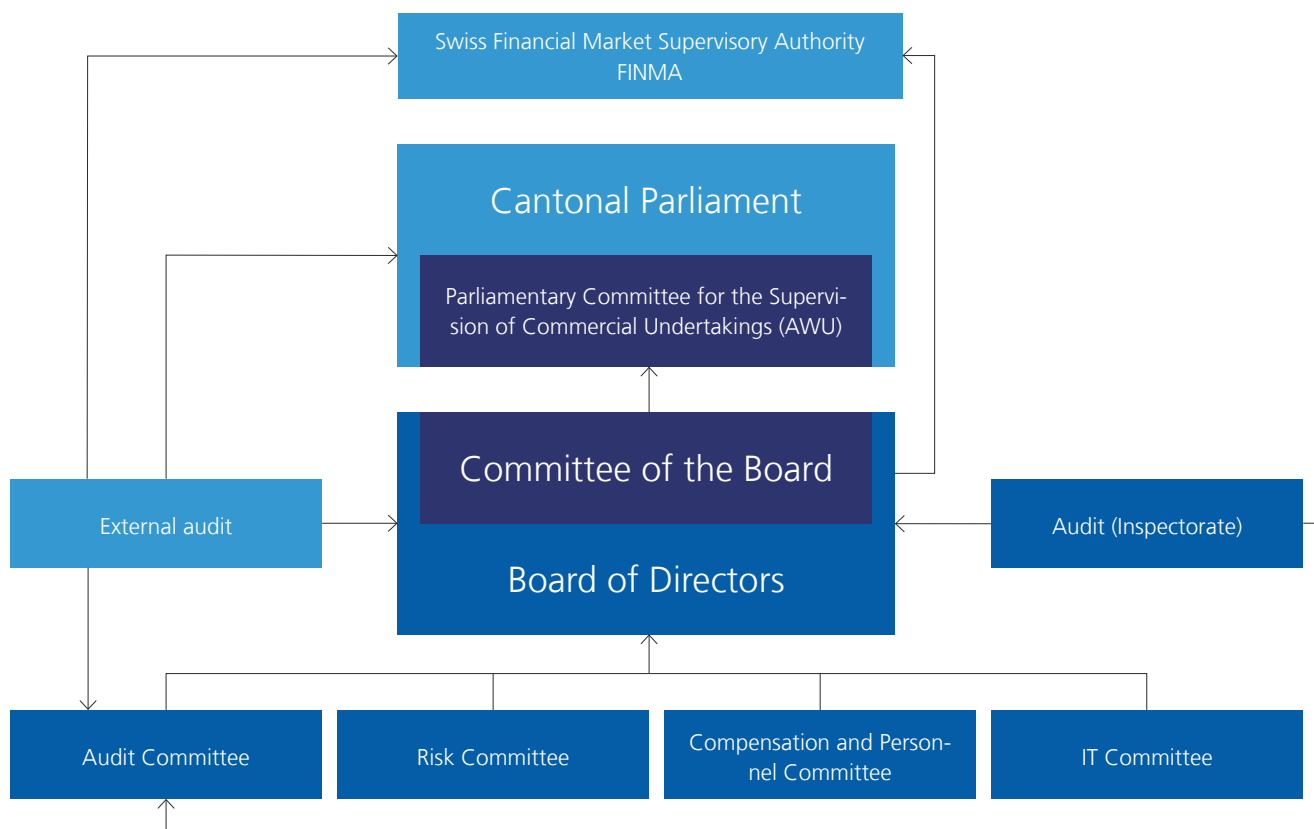 Swiss Financial Market Supervisory Authority
FINMA
Cantonal Parliament
Parliamentary Committee for the Supervi-
sion of Commercial Undertakings (AWU)
Committee of the Board
External audit
Audit (Inspectorate)
Board of Directors
Audit Committee
Risk Committee
Compensation and Person-
nel Committee
IT Committee